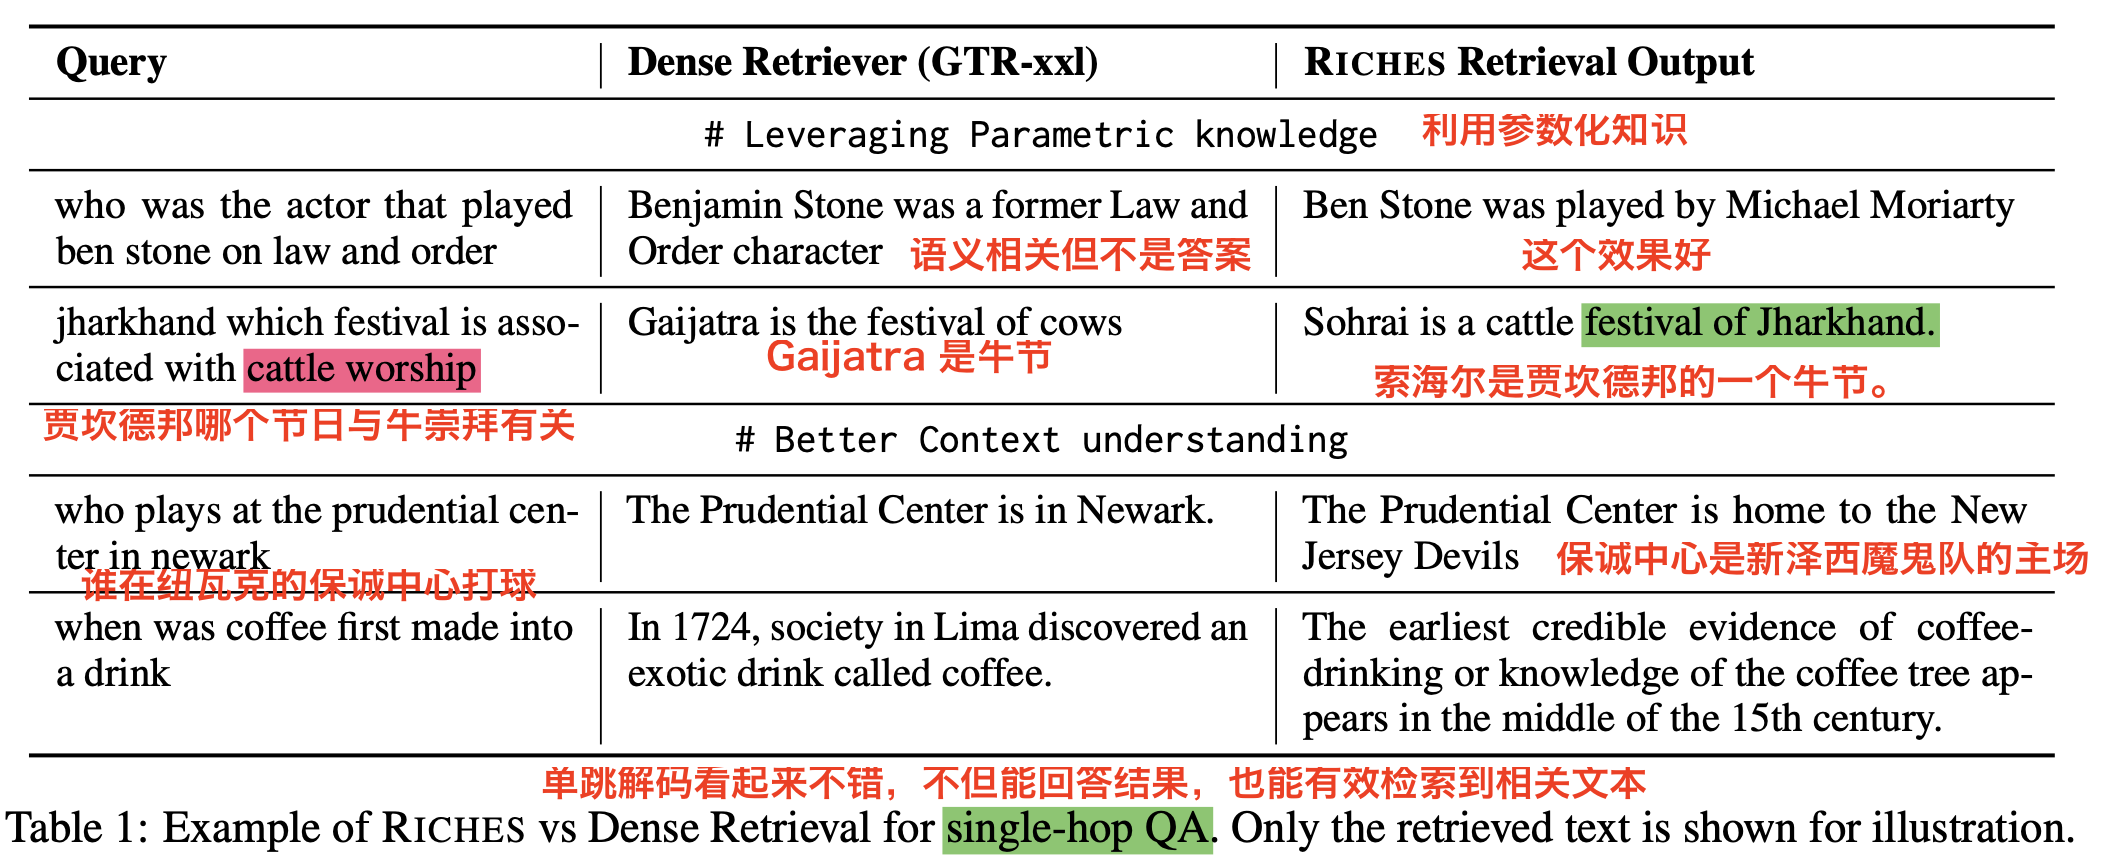 Query
Dense Retriever (GTR-xxl)
RICHES Retrieval Output
# Leveraging Parametric knowledge
利用参数化知识
who was the actor that played
ben stone on law and order
Benjamin Stone was a former Law and
Order character
语义相关但不是答案
Ben Stone was played by Michael Moriarty
这个效果好
jharkhand which festival is asso-
ciated with cattle worship
Gaijatra is the festival of cows
Gaijatra 是牛节
Sohrai is a cattle festival of Jharkhand.
索海尔是贾坎德邦的一个牛节。
贾坎德邦哪个节日与牛崇拜有关
# Better Context understanding
who plays at the prudential cen-
ter in newark
谁在纽瓦克的保诚中心打球
The Prudential Center is in Newark.
The Prudential Center is home to the New
Jersey Devils
保诚中心是新泽西魔鬼队的主场
when was coffee first made into
a drink
In 1724, society in Lima discovered an
exotic drink called coffee.
The earliest credible evidence of coffee-
drinking or knowledge of the coffee tree ap-
pears in the middle of the 15th century.
单跳解码看起来不错，不但能回答结果，也能有效检索到相关文本
Table 1: Example of RICHES vs Dense Retrieval for single-hop QA. Only the retrieved text is shown for illustration.